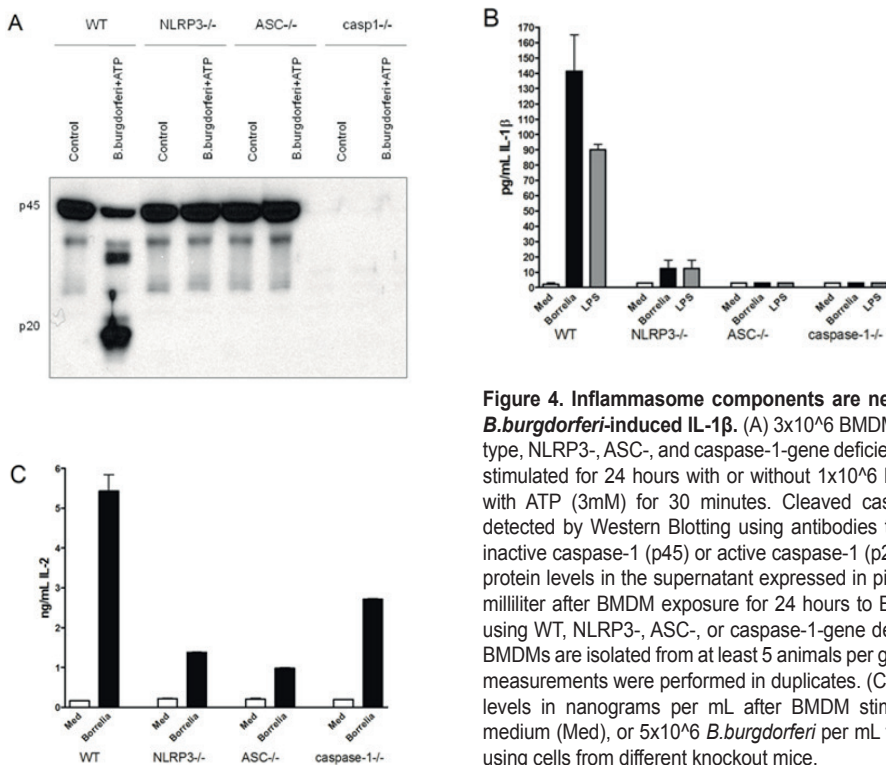 A
WT NLRP3-/- ASC-/- casp1-/-
Control
B.burgdorferi+ATP
Control
B.burgdorferi+ATP
Control
B.burgdorferi+ATP
Control
B.burgdorferi+ATP
p45
p20
B
pg/mL IL-1β
170
160
150
140
130
120
110
100
90
80
70
60
50
40
30
20
10
0
Med Borrelia LPS Med Borrelia LPS Med Borrelia LPS Med Borrelia LPS
WT NLRP3-/- ASC-/- caspase-1-/-
C
ng/mL IL-2
6
5
4
3
2
1
0
Med Borrelia Med Borrelia Med Borrelia Med Borrelia
WT NLRP3-/- ASC-/- caspase-1-/-
Figure 4. Inflammasome components are ne
B.burgdorferi-induced IL-1β. (A) 3x10^6 BMDM
type, NLRP3-, ASC-, and caspase-1-gene deficie
stimulated for 24 hours with or without 1x10^6
with ATP (3mM) for 30 minutes. Cleaved cas
detected by Western Blotting using antibodies
inactive caspase-1 (p45) or active caspase-1 (p2
protein levels in the supernatant expressed in pi
milliliter after BMDM exposure for 24 hours to B
using WT, NLRP3-, ASC-, or caspase-1-gene de
BMDMs are isolated from at least 5 animals per g
measurements were performed in duplicates. (C
levels in nanograms per mL after BMDM stim
medium (Med), or 5x10^6 B.burgdorferi per mL
using cells from different knockout mice.